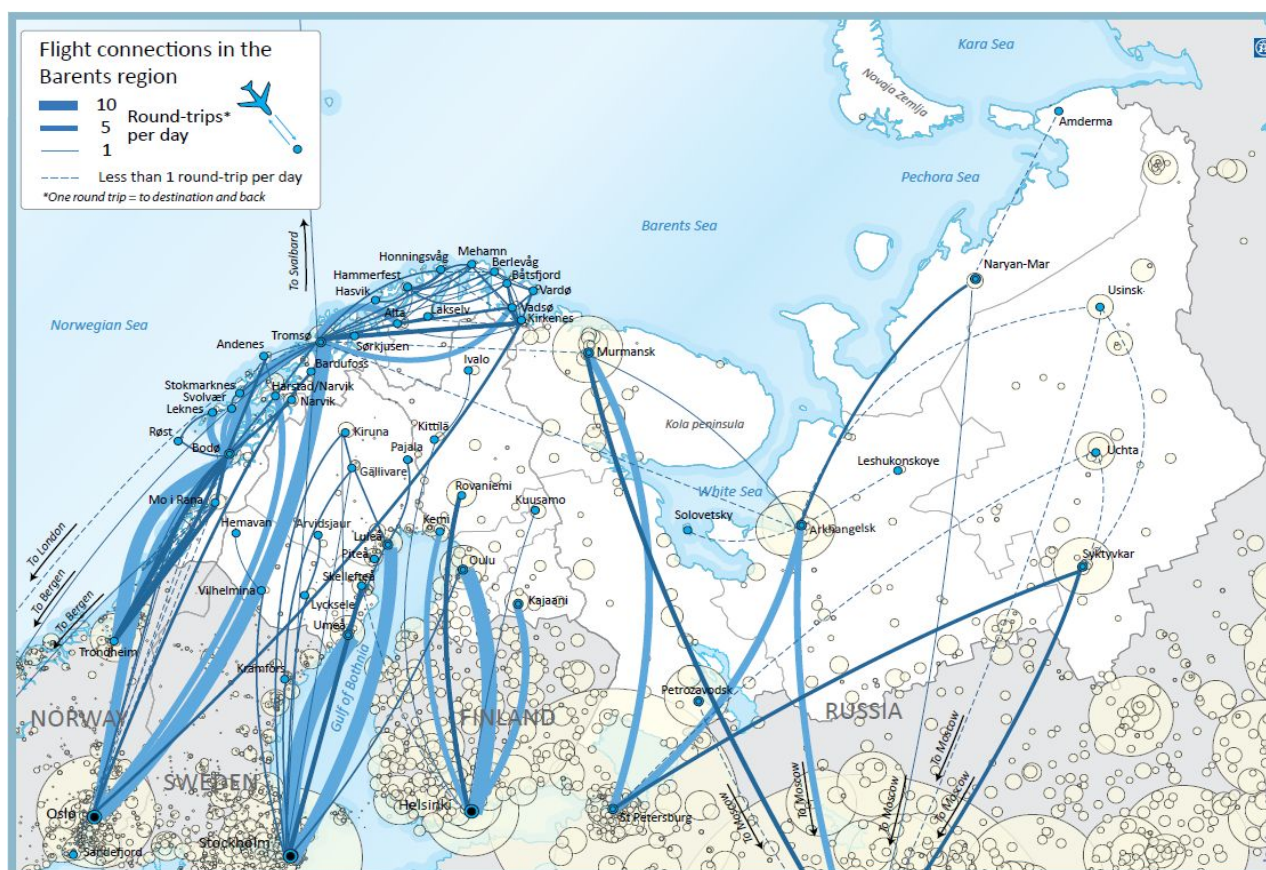 Flight connections in the
Barents region
10
5
1
Round-trips*
per day
Less than 1 round-trip per day
*One round trip = to destination and back
Kara Sea
Novaja Zemlja
Amderma
Pechora Sea
Barents Sea
Norwegian Sea
To Svalbard
Naryan-Mar
Usinsk
Honningsvåg
Mehamn
Berlevåg
Hammerfest
Båtsfjord
Hasvik
Vardø
Alta
Lakselv
Vadsø
Kirkenes
Tromsø
Sørkjusen
Andenes
Murmansk
Bardufoss
Ivalo
Stokmarknes
Harstad/Narvik
Svolvær
Narvik
Leknes
Røst
Kiruna
Kittilä
Kola peninsula
Bodø
Pajala
Gällivare
Leshukonskoye
Uchta
Rovaniemi
White Sea
Mo i Rana
Kuusamo
Hemavan
Arvidsjaur
Kemi
Solovetsky
Arkhangelsk
Luleå
Piteå
Oulu
Syktyvkar
To London
To Bergen
To Bergen
Skellefteå
Vilhelmina
Lycksele
Kajaani
Umeå
Trondheim
Kramfors
Gulf of Bothnia
Petrozavodsk
NORWAY
FINLAND
RUSSIA
SWEDEN
Oslo
Helsinki
St Petersburg
To Moscow
To Moscow
To Moscow
To Moscow
To Moscow
Sandefjord
Stockholm